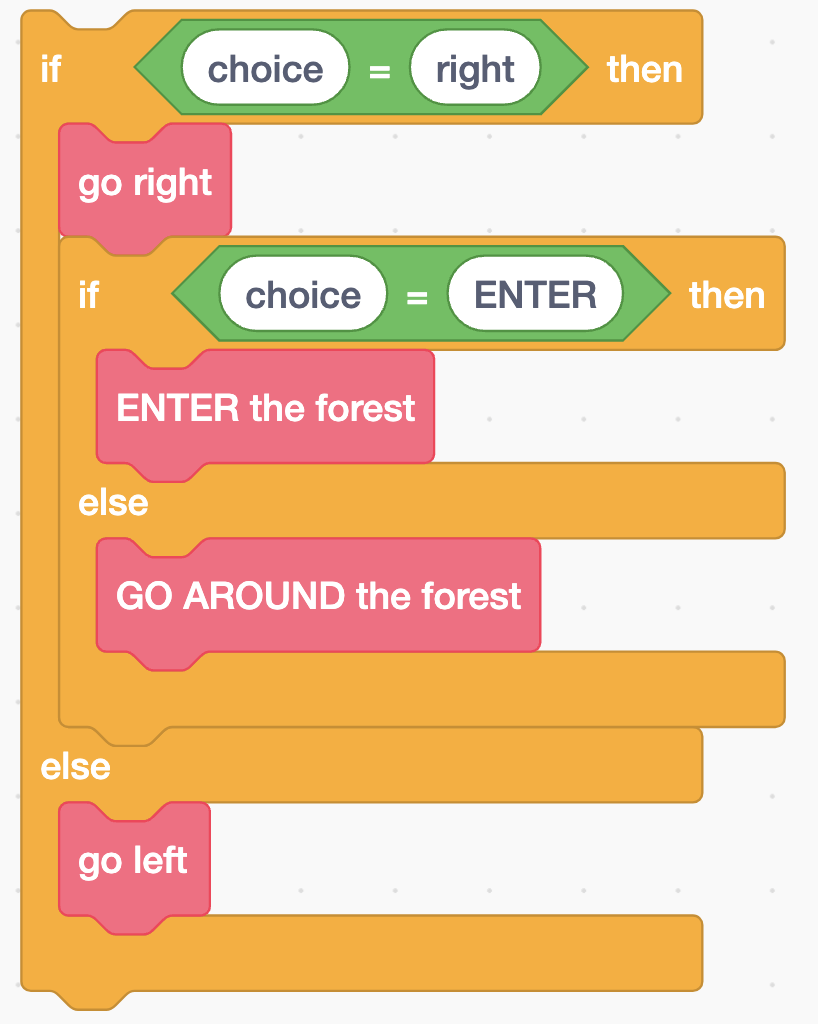 if choice = right then
go right
if choice = ENTER then
ENTER the forest
else
GO AROUND the forest
else
go left